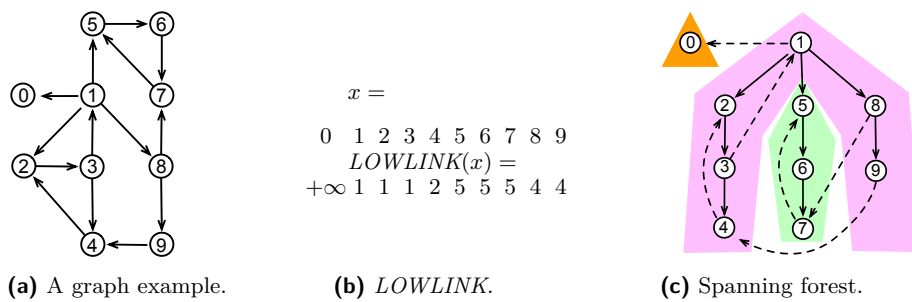 5 6
0 1 7
2 3 8
4 9
x =
0 1 2 3 4 5 6 7 8 9
LOWLINK(x) =
+∞ 1 1 1 2 5 5 5 4 4
0 1
2 5 8
3 6 9
4 7
(a) A graph example.
(b) LOWLINK.
(c) Spanning forest.